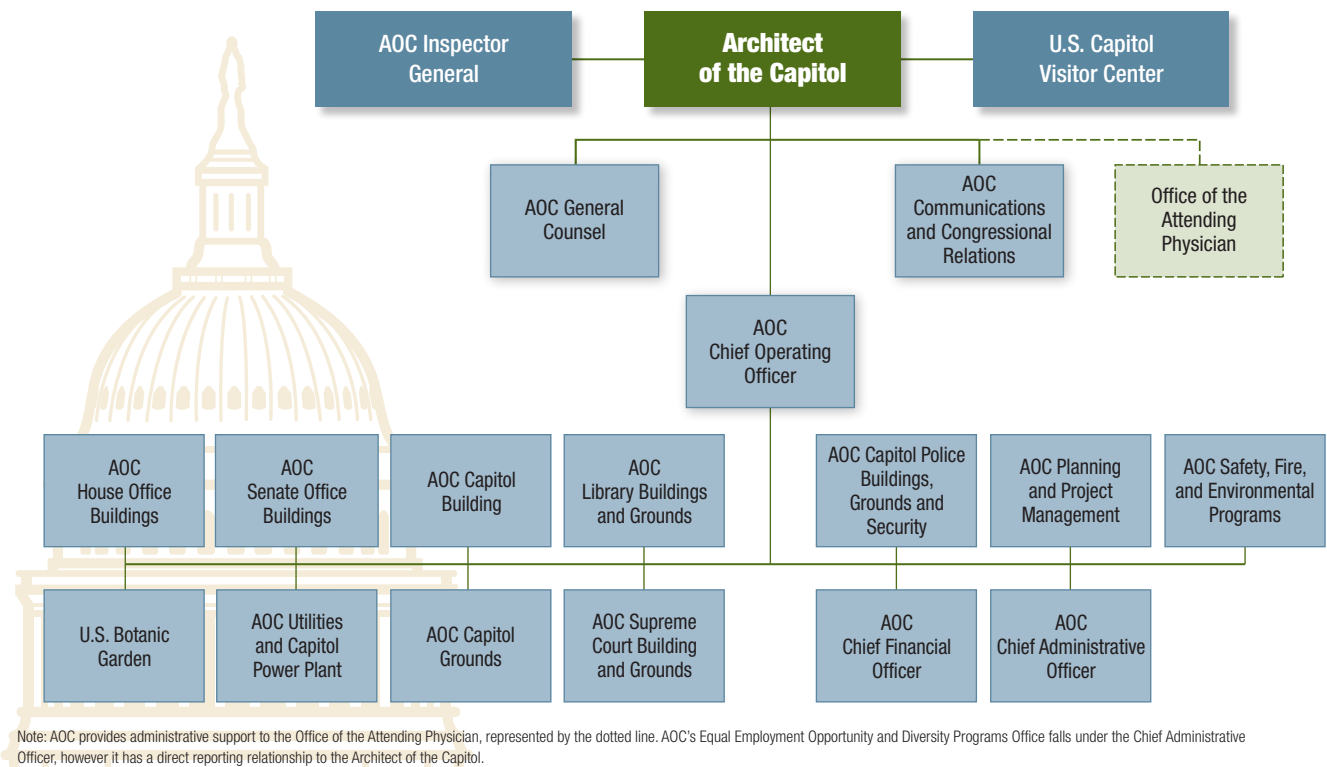 AOC Inspector
General
Architect
of the Capitol
U.S. Capitol
Visitor Center
AOC General
Counsel
AOC
Communications
and Congressional
Relations
Office of the
Attending
Physician
AOC
Chief Operating
Officer
AOC
House Office
Buildings
AOC
Senate Office
Buildings
AOC Capitol
Building
AOC
Library Buildings
and Grounds
AOC Capitol Police
Buildings,
Grounds and
Security
AOC Planning
and Project
Management
AOC Safety, Fire,
and Environmental
Programs
U.S. Botanic
Garden
AOC Utilities
and Capitol
Power Plant
AOC Capitol
Grounds
AOC Supreme
Court Building
and Grounds
AOC
Chief Financial
Officer
AOC
Chief Administrative
Officer
Note: AOC provides administrative support to the Office of the Attending Physician, represented by the dotted line. AOC's Equal Employment Opportunity and Diversity Programs Office falls under the Chief Administrative
Officer, however it has a direct reporting relationship to the Architect of the Capitol.